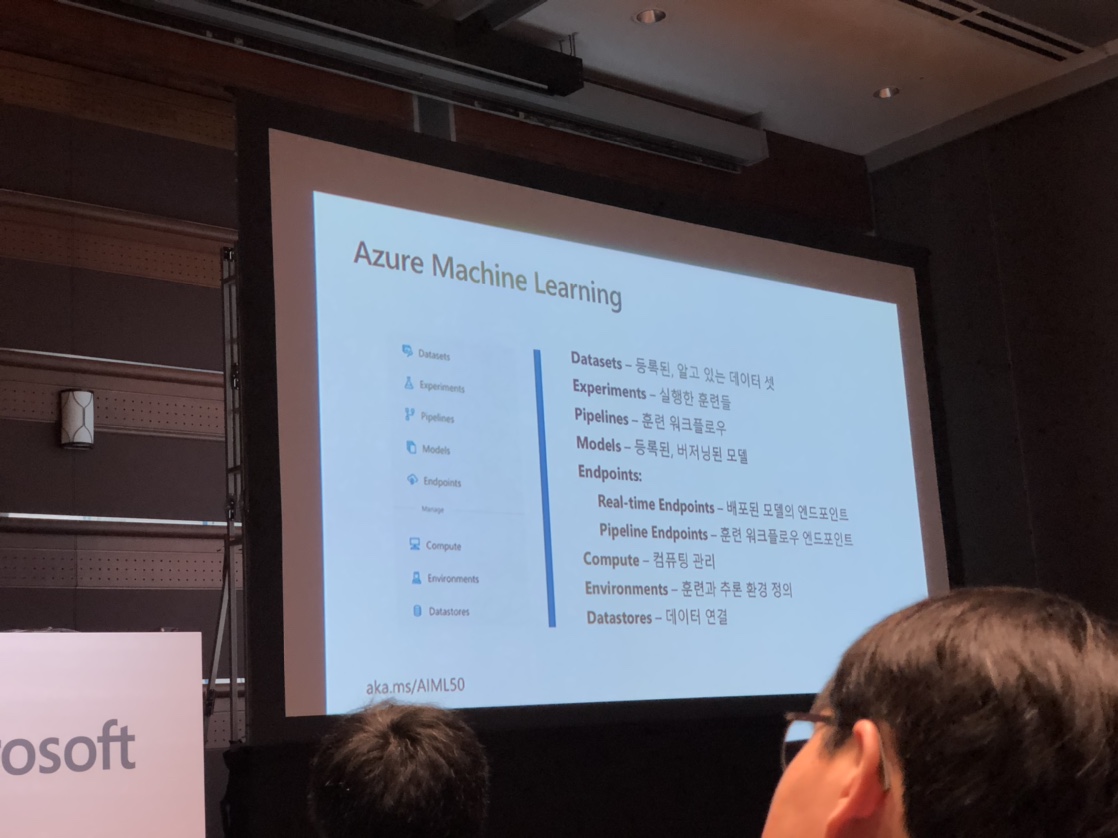 Azure Machine Learning
Datasets
Experiments
Pipelines
Models
Endpoints
Manage
Compute
Environments
Datastores
Datasets – 등록된, 알고 있는 데이터 셋
Experiments – 실행한 훈련들
Pipelines – 훈련 워크플로우
Models – 등록된, 버저닝된 모델
Endpoints:
Real-time Endpoints – 배포된 모델의 엔드포인트
Pipeline Endpoints – 훈련 워크플로우 엔드포인트
Compute – 컴퓨팅 관리
Environments – 훈련과 추론 환경 정의
Datastores – 데이터 연결
aka.ms/AIML50
rosoft